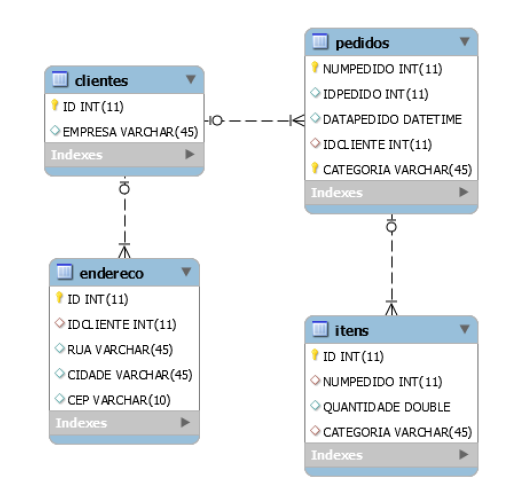 clientes
ID INT(11)
EMPRESA VARCHAR(45)
Indexes
pedidos
NUMPEDIDO INT(11)
IDPEDIDO INT(11)
DATAPEDIDO DATETIME
IDCLIENTE INT(11)
CATEGORIA VARCHAR(45)
Indexes
endereco
ID INT(11)
IDCLIENTE INT(11)
RUA VARCHAR(45)
CIDADE VARCHAR(45)
CEP VARCHAR(10)
Indexes
itens
ID INT(11)
NUMPEDIDO INT(11)
QUANTIDADE DOUBLE
CATEGORIA VARCHAR(45)
Indexes